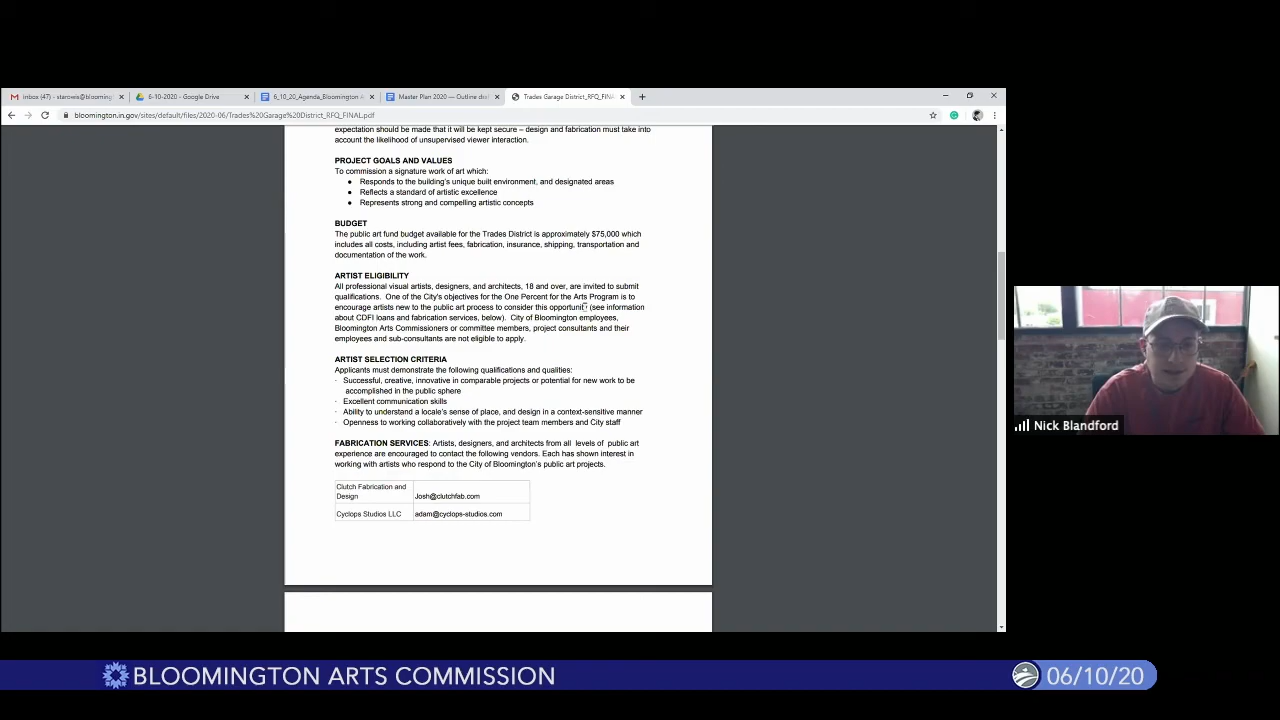 inbox (47) - starowis@blooming
6-10-2020 - Google Drive
6_10_20_Agenda_Bloomington A
Master Plan 2020 — Outline dra
Trades Garage District_RFQ_FINA
bloomington.in.gov/sites/default/files/2020-06/Trades%20Garage%20District_RFQ_FINAL.pdf
expectation should be made that it will be kept secure – design and fabrication must take into
account the likelihood of unsupervised viewer interaction.
PROJECT GOALS AND VALUES
To commission a signature work of art which:
● Responds to the building's unique built environment, and designated areas
● Reflects a standard of artistic excellence
● Represents strong and compelling artistic concepts
BUDGET
The public art fund budget available for the Trades District is approximately $75,000 which
includes all costs, including artist fees, fabrication, insurance, shipping, transportation and
documentation of the work.
ARTIST ELIGIBILITY
All professional visual artists, designers, and architects, 18 and over, are invited to submit
qualifications. One of the City's objectives for the One Percent for the Arts Program is to
encourage artists new to the public art process to consider this opportunity (see information
about CDFI loans and fabrication services, below). City of Bloomington employees,
Bloomington Arts Commissioners or committee members, project consultants and their
employees and sub-consultants are not eligible to apply.
ARTIST SELECTION CRITERIA
Applicants must demonstrate the following qualifications and qualities:
· Successful, creative, innovative in comparable projects or potential for new work to be
accomplished in the public sphere
· Excellent communication skills
· Ability to understand a locale's sense of place, and design in a context-sensitive manner
· Openness to working collaboratively with the project team members and City staff
FABRICATION SERVICES: Artists, designers, and architects from all levels of public art
experience are encouraged to contact the following vendors. Each has shown interest in
working with artists who respond to the City of Bloomington's public art projects.
Clutch Fabrication and
Design
Josh@clutchfab.com
Cyclops Studios LLC
adam@cyclops-studios.com
Nick Blandford
BLOOMINGTON ARTS COMMISSION
06/10/20